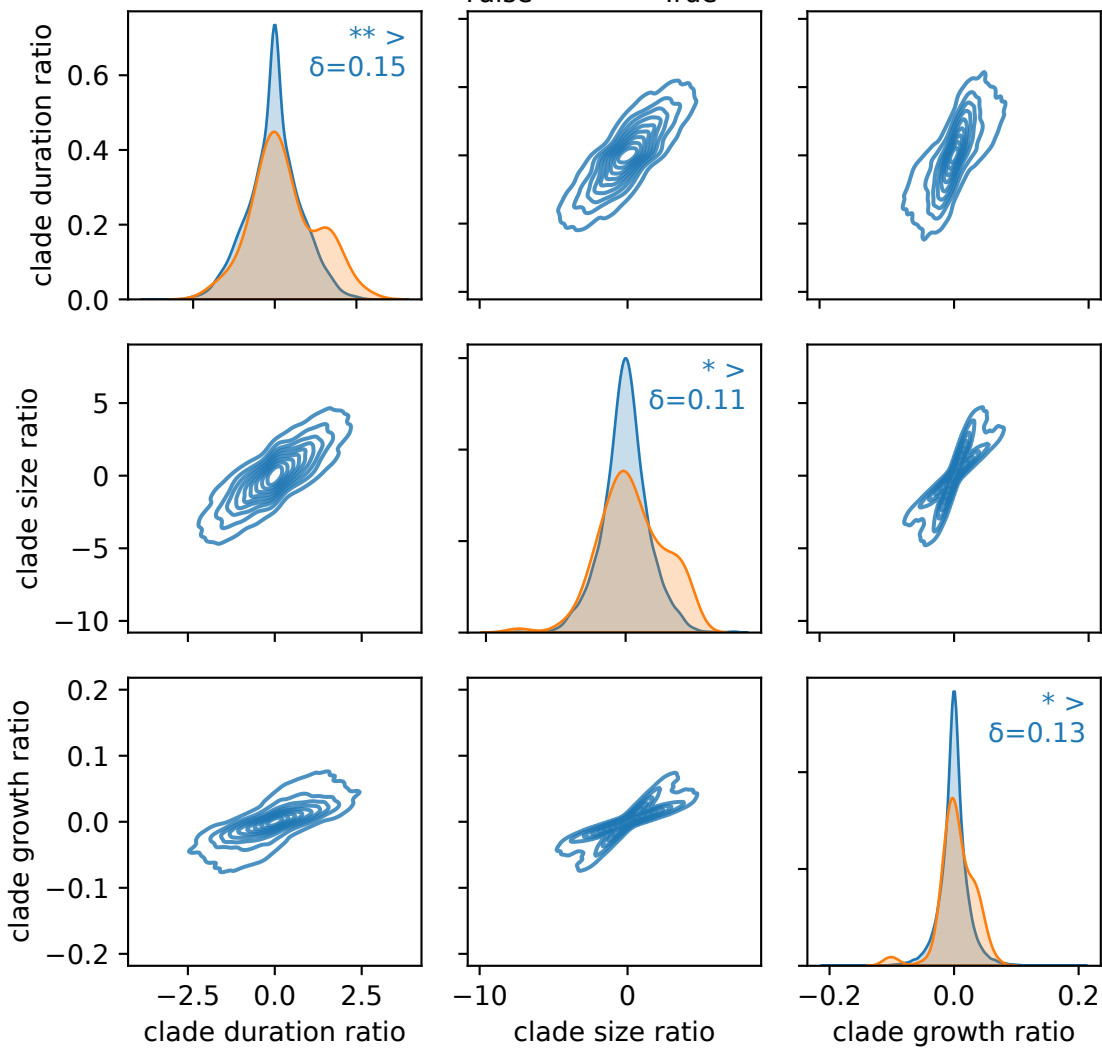 False True
clade duration ratio
0.6
0.4
0.2
0.0
** >
δ=0.15
clade size ratio
5
0
−5
−10
* >
δ=0.11
clade growth ratio
0.2
0.1
0.0
−0.1
−0.2
* >
δ=0.13
−2.5 0.0 2.5
−10 0
−0.2 0.0 0.2
clade duration ratio
clade size ratio
clade growth ratio